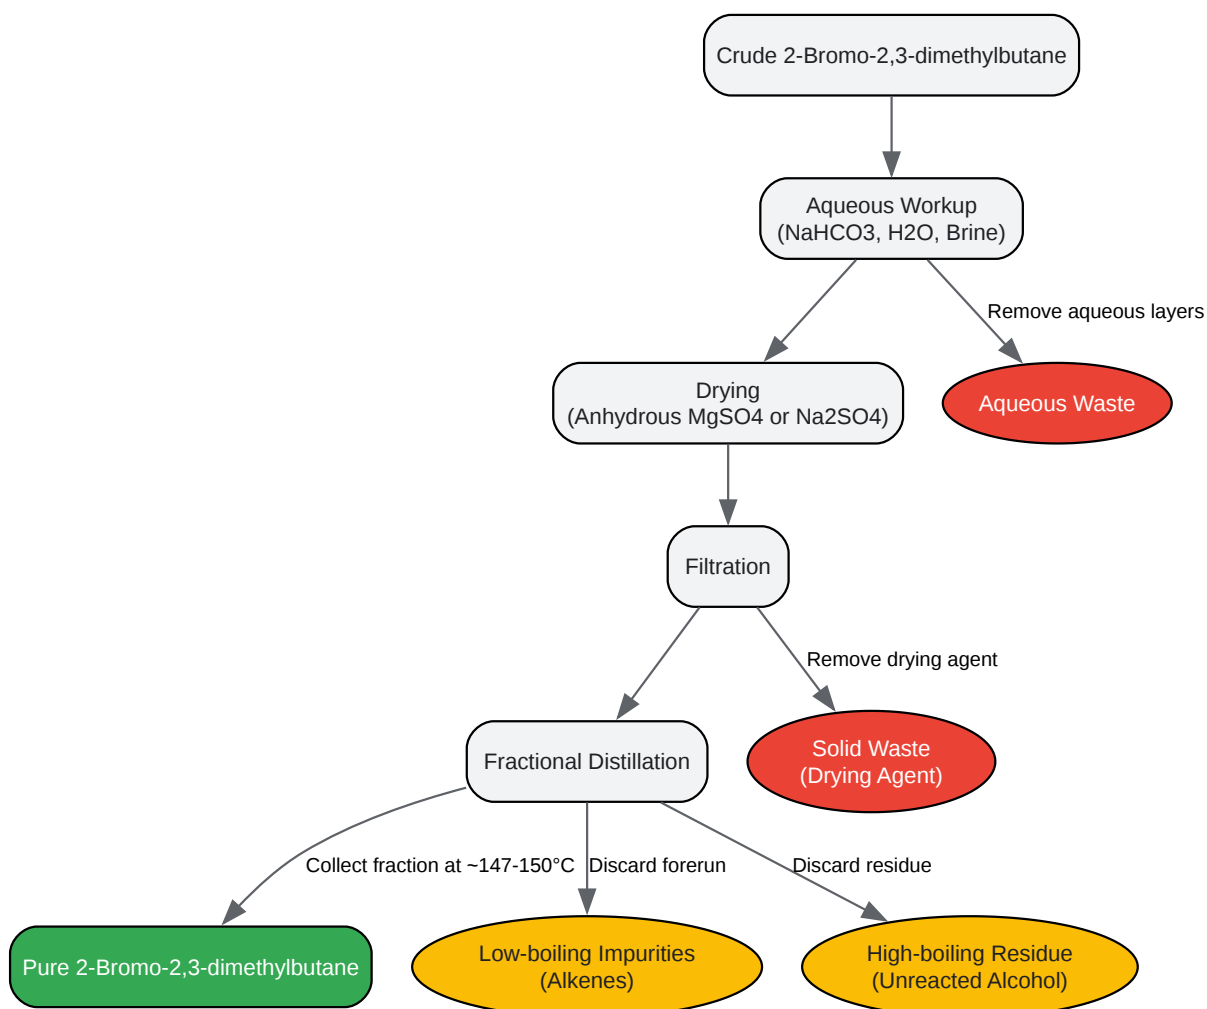 Crude 2-Bromo-2,3-dimethylbutane
Aqueous Workup
(NaHCO3, H2O, Brine)
Remove aqueous layers
Drying
(Anhydrous MgSO4 or Na2SO4)
Aqueous Waste
Filtration
Remove drying agent
Fractional Distillation
Solid Waste
(Drying Agent)
Collect fraction at ~147-150°C
Discard forerun
Discard residue
Pure 2-Bromo-2,3-dimethylbutane
Low-boiling Impurities
(Alkenes)
High-boiling Residue
(Unreacted Alcohol)